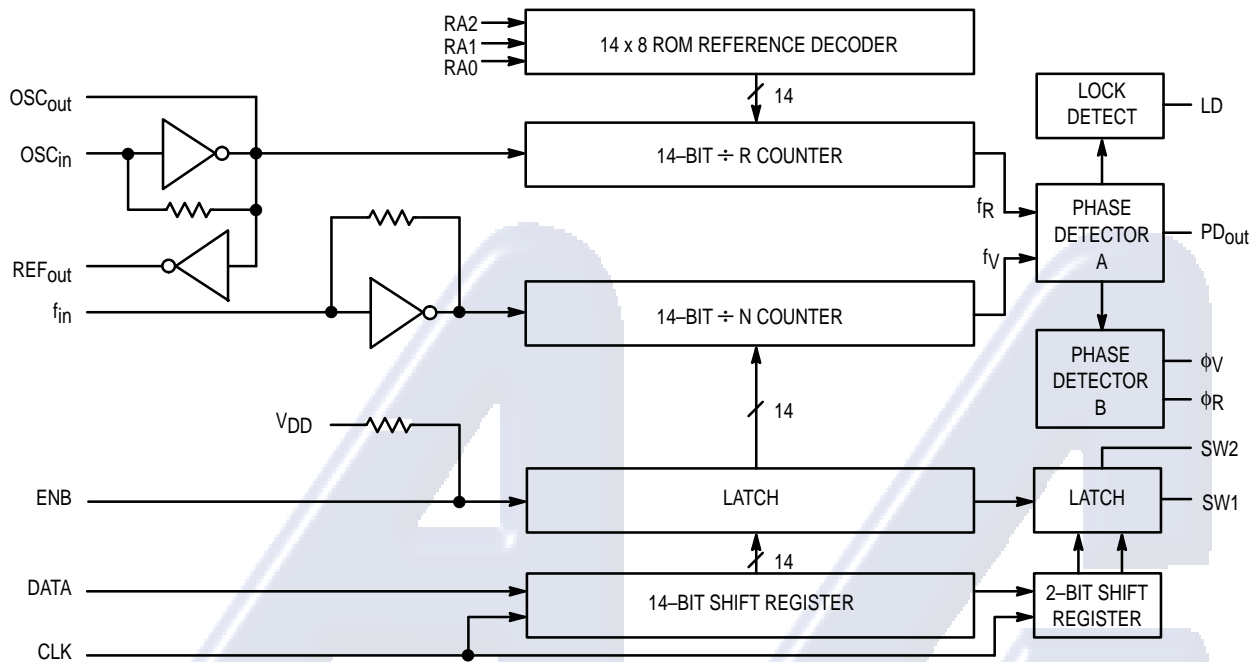 RA2
RA1
RA0
14 x 8 ROM REFERENCE DECODER
14
OSCout
OSCin
REFout
fin
14–BIT ÷ R COUNTER
LOCK
DETECT
LD
fR
fV
PHASE
DETECTOR
A
PDout
14–BIT ÷ N COUNTER
PHASE
DETECTOR
B
ϕV
ϕR
14
VDD
ENB
LATCH
LATCH
SW2
SW1
14
DATA
CLK
14–BIT SHIFT REGISTER
2–BIT SHIFT
REGISTER